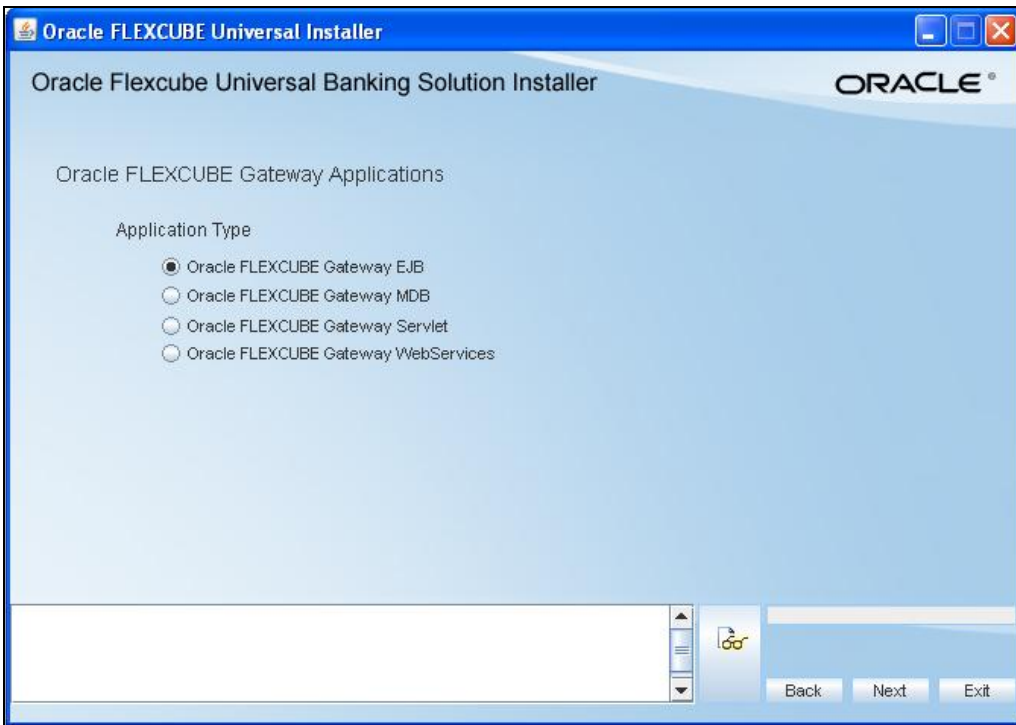 Oracle FLEXCUBE Universal Installer
Oracle Flexcube Universal Banking Solution Installer
ORACLE®
Oracle FLEXCUBE Gateway Applications
Application Type
Oracle FLEXCUBE Gateway EJB
Oracle FLEXCUBE Gateway MDB
Oracle FLEXCUBE Gateway Servlet
Oracle FLEXCUBE Gateway WebServices
Back Next Exit